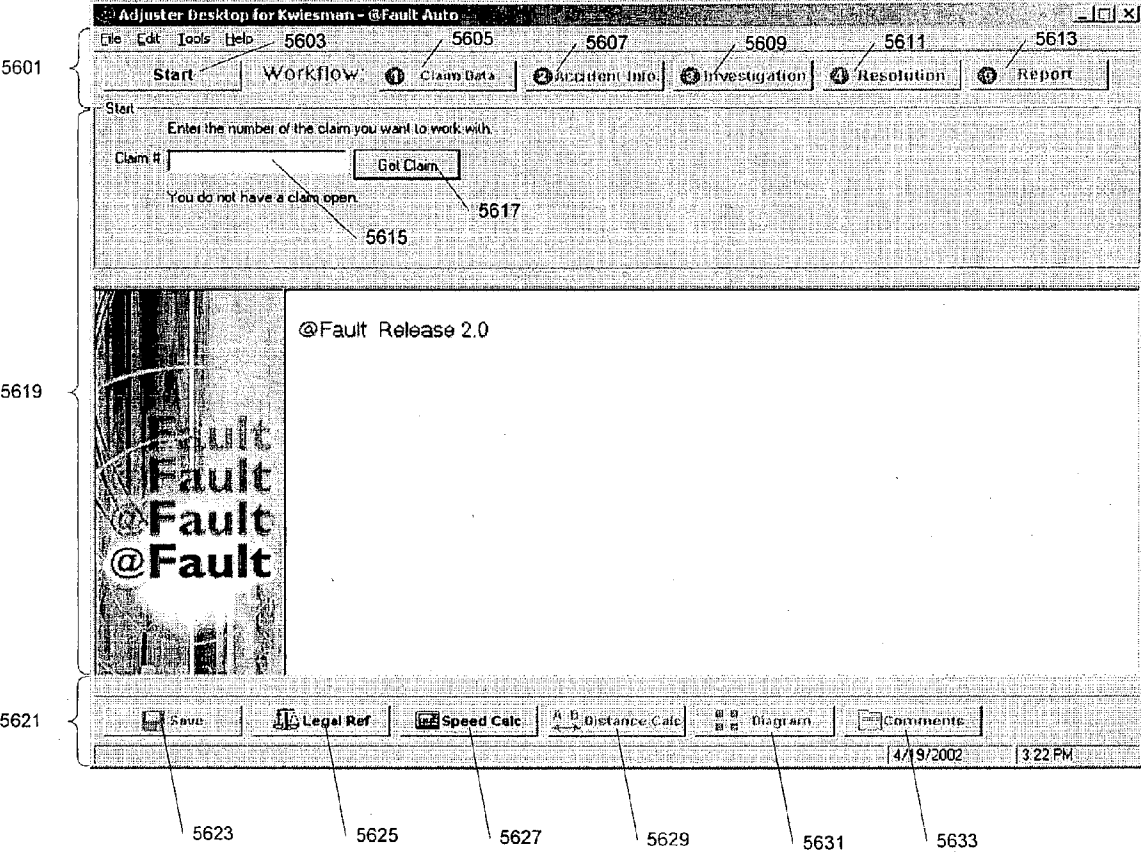 Adjuster Desktop for Kwiesman - @Fault Auto
File Edit Tools Help
5603 5605 5607 5609 5611 5613
5601
Start Workflow: 1 Claim Data 2 Accident Info. 3 Investigation 4 Resolution 5 Report
Start
Enter the number of the claim you want to work with.
Claim # Get Claim
You do not have a claim open.
5617
5615
@Fault Release 2.0
5619
Fault
Fault
@Fault
@Fault
5621
Save Legal Ref Speed Calc A B Distance Calc Diagram Comments
4/19/2002 3:22 PM
5623 5625 5627 5629 5631 5633